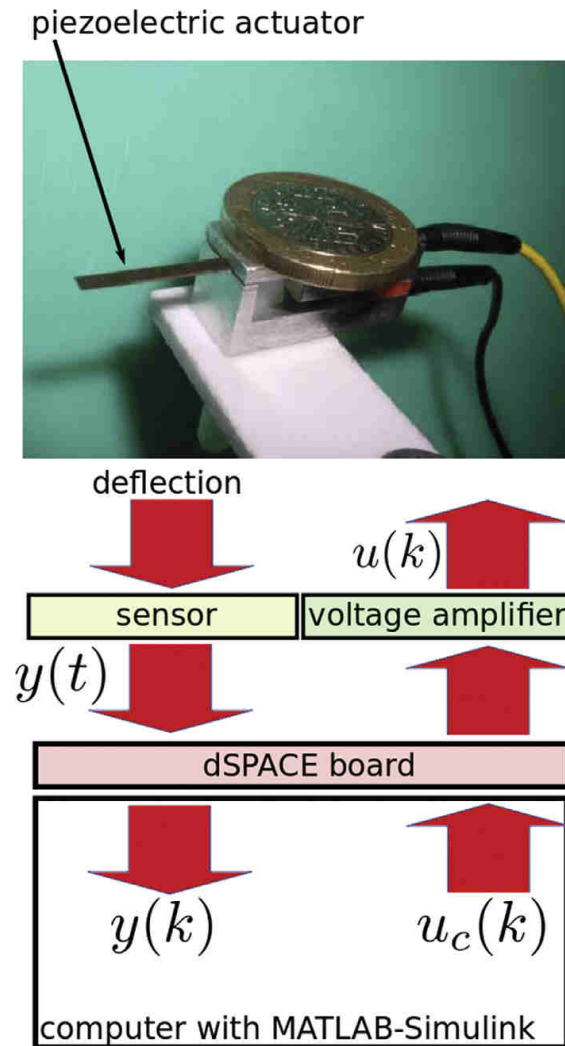 piezoelectric actuator
deflection
u(k)
sensor
voltage amplifier
y(t)
dSPACE board
y(k)
u_c(k)
computer with MATLAB-Simulink